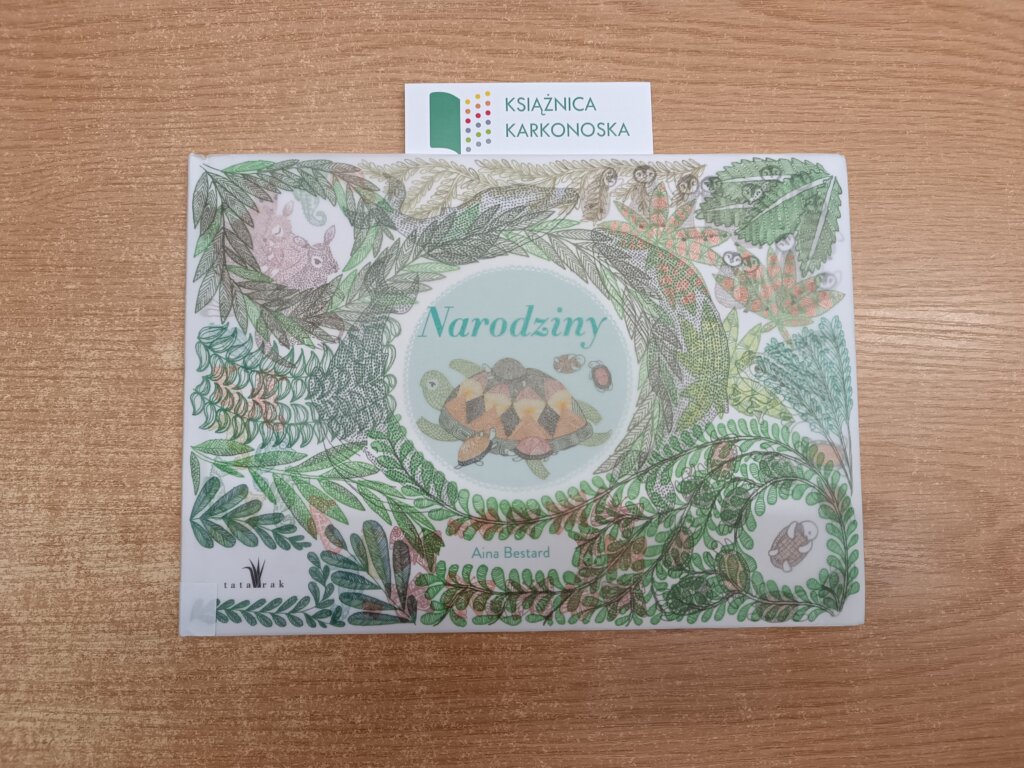 KSIĄŻNICA
KARKONOSKA
Narodziny
Aina Bestard
tatarak